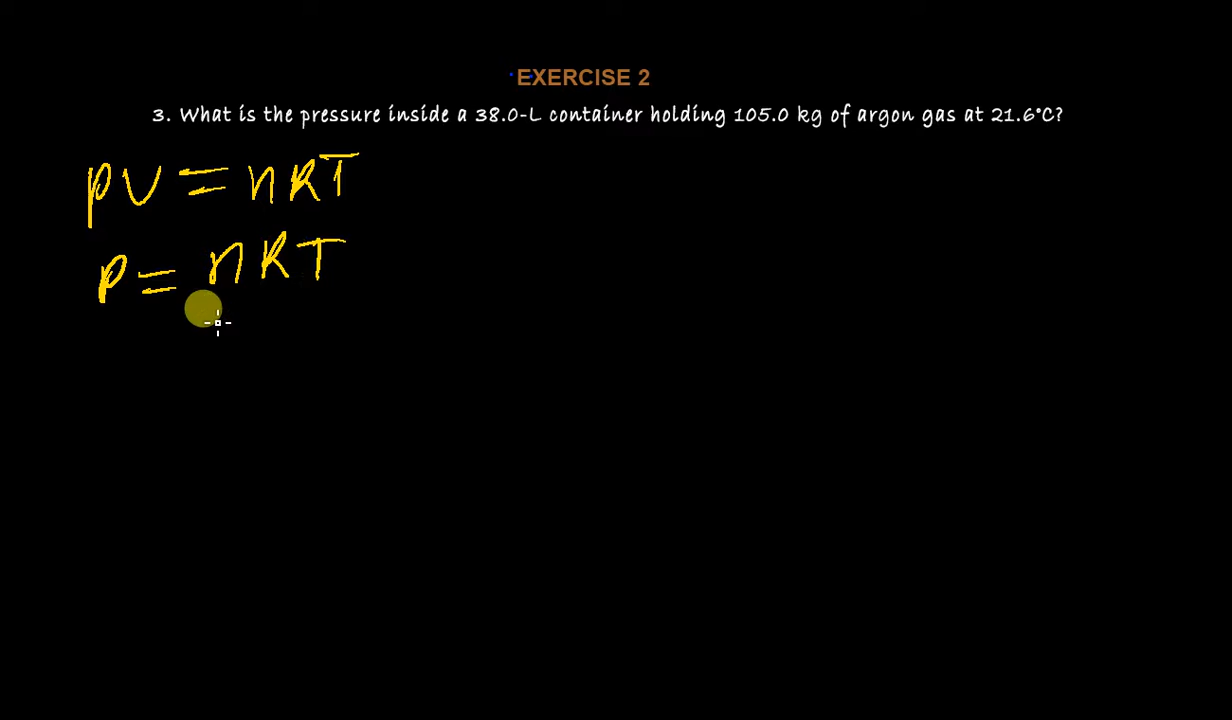 EXERCISE 2
3. What is the pressure inside a 38.0-L container holding 105.0 kg of argon gas at 21.6°C?
PV = nRT
P = nRT